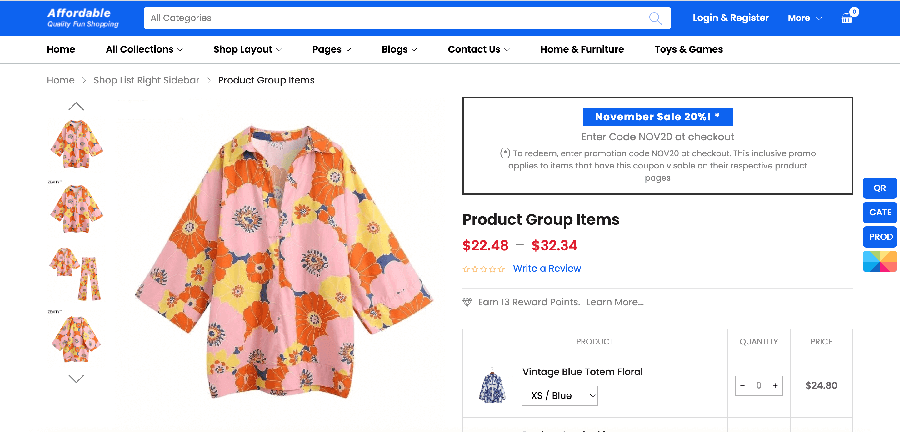 Affordable
Quality Fun Shopping
All Categories
Login & Register
More
0
Home
All Collections
Shop Layout
Pages
Blogs
Contact Us
Home & Furniture
Toys & Games
Home > Shop List Right Sidebar > Product Group Items
November Sale 20%! *
Enter Code NOV20 at checkout
(*) To redeem, enter promotion code NOV20 at checkout. This inclusive promo
applies to items that have this coupon visable on their respective product
pages
QR
CATE
PROD
Product Group Items
$22.48 – $32.34
Write a Review
Earn 13 Reward Points. Learn More...
PRODUC
QUANTITY
PRICE
Vintage Blue Totem Floral
XS / Blue
- 0 +
$24.80